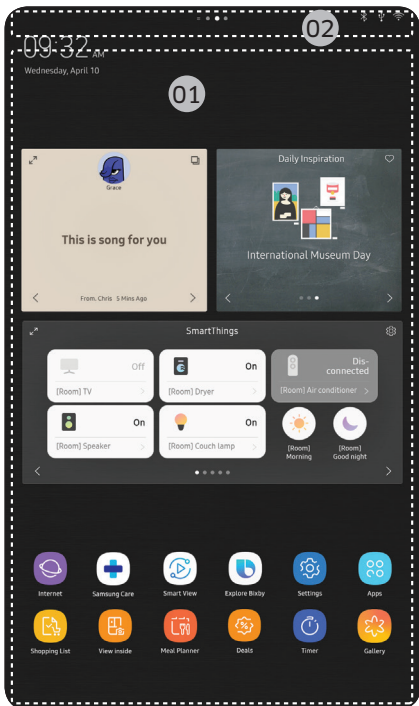 02
09:32 AM
Wednesday, April 10
01
Grace
This is song for you
From. Chris 5 Mins Ago
Daily Inspiration
International Museum Day
SmartThings
Off
[Room] TV
On
[Room] Dryer
Dis-
connected
[Room] Air conditioner
On
[Room] Speaker
On
[Room] Couch lamp
[Room]
Morning
[Room]
Good night
Internet
Samsung Care
Smart View
Explore Bixby
Settings
Apps
Shopping List
View inside
Meal Planner
Deals
Timer
Gallery